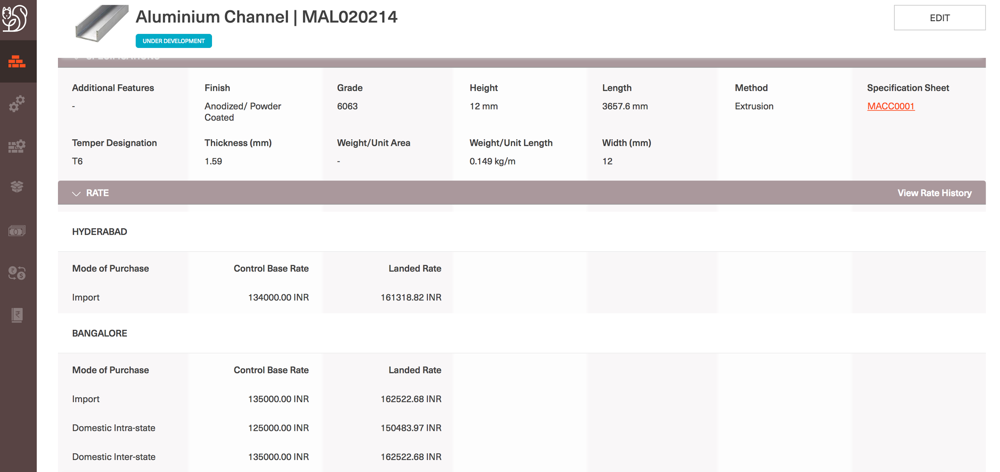 Aluminium Channel | MAL020214
EDIT
UNDER DEVELOPMENT
SPECIFICATIONS
Additional Features Finish Grade Height Length Method Specification Sheet
- Anodized/ Powder 6063 12 mm 3657.6 mm Extrusion MACC0001
Coated
Temper Designation Thickness (mm) Weight/Unit Area Weight/Unit Length Width (mm)
T6 1.59 - 0.149 kg/m 12
RATE View Rate History
HYDERABAD
Mode of Purchase Control Base Rate Landed Rate
Import 134000.00 INR 161318.82 INR
BANGALORE
Mode of Purchase Control Base Rate Landed Rate
Import 135000.00 INR 162522.68 INR
Domestic Intra-state 125000.00 INR 150483.97 INR
Domestic Inter-state 135000.00 INR 162522.68 INR